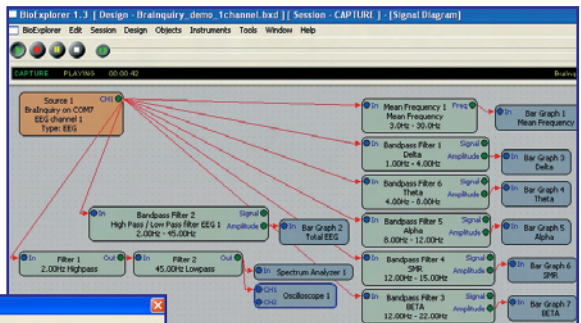 BioExplorer 1.3 [ Design - Brainquiry_demo_1channel.bxd ] [ Session - CAPTURE ] - [Signal Diagram]
BioExplorer Edit Session Design Objects Instruments Tools Window Help
CAPTURE PLAYING 00:00:42
Source 1 CH1
BraInquiry on COM7
EEG channel 1
Type: EEG
In Mean Frequency 1 Freq
Mean Frequency
3.0Hz - 30.0Hz
In Bar Graph 1
Mean Frequency
In Bandpass Filter 1 Signal
Delta Amplitude
1.00Hz - 4.00Hz
In Bar Graph 3
Delta
In Bandpass Filter 6 Signal
Theta Amplitude
4.00Hz - 8.00Hz
In Bar Graph 4
Theta
In Bandpass Filter 2 Signal
High Pass / Low Pass filter EEG 1 Amplitude
2.00Hz - 45.00Hz
In Bar Graph 2
Total EEG
In Bandpass Filter 5 Signal
Alpha Amplitude
8.00Hz - 12.00Hz
In Bar Graph 5
Alpha
In Filter 1 Out
2.00Hz Highpass
In Filter 2 Out
45.00Hz Lowpass
In Spectrum Analyzer 1
CH1 Oscilloscope 1
CH2
In Bandpass Filter 4 Signal
SMR Amplitude
12.00Hz - 15.00Hz
In Bar Graph 6
SMR
In Bandpass Filter 3 Signal
BETA Amplitude
12.00Hz - 22.00Hz
In Bar Graph 7
BETA